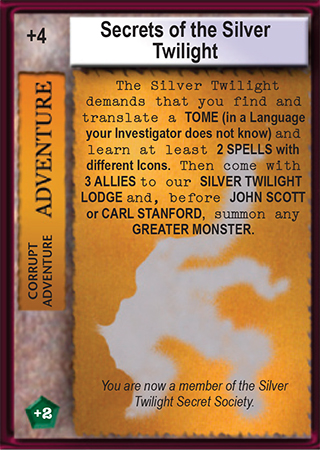 +4
Secrets of the Silver
Twilight
CORRUPT
ADVENTURE
ADVENTURE
The Silver Twilight
demands that you find and
translate a TOME (in a Language
your Investigator does not know) and
learn at least 2 SPELLS with
different Icons. Then come with
3 ALLIES to our SILVER TWILIGHT
LODGE and, before JOHN SCOTT
or CARL STANFORD, summon any
GREATER MONSTER.
You are now a member of the Silver
Twilight Secret Society.
+2